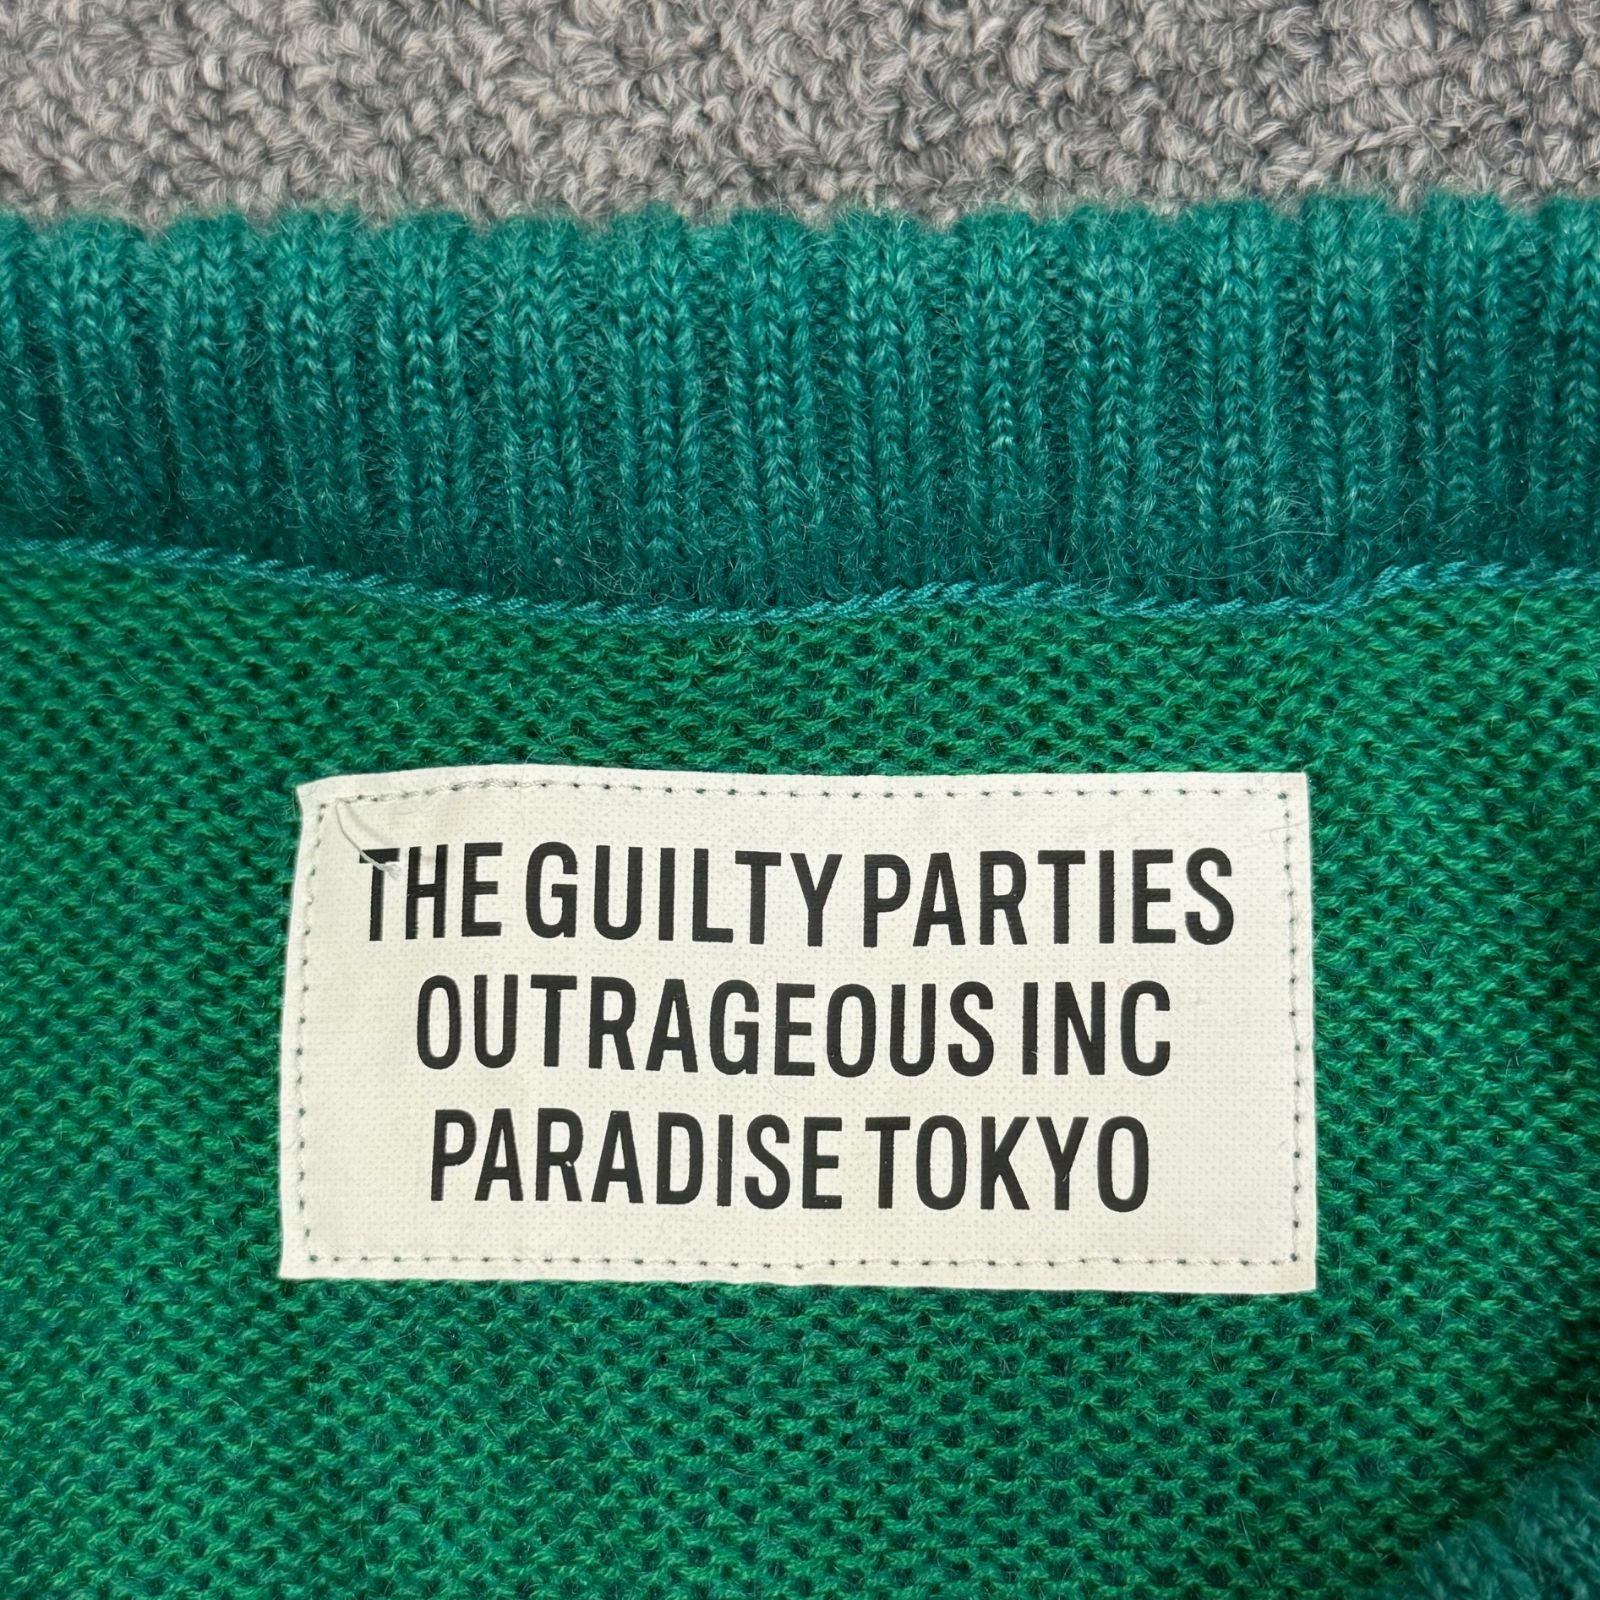 THE GUILTY PARTIES
OUTRAGEOUS INC
PARADISE TOKYO